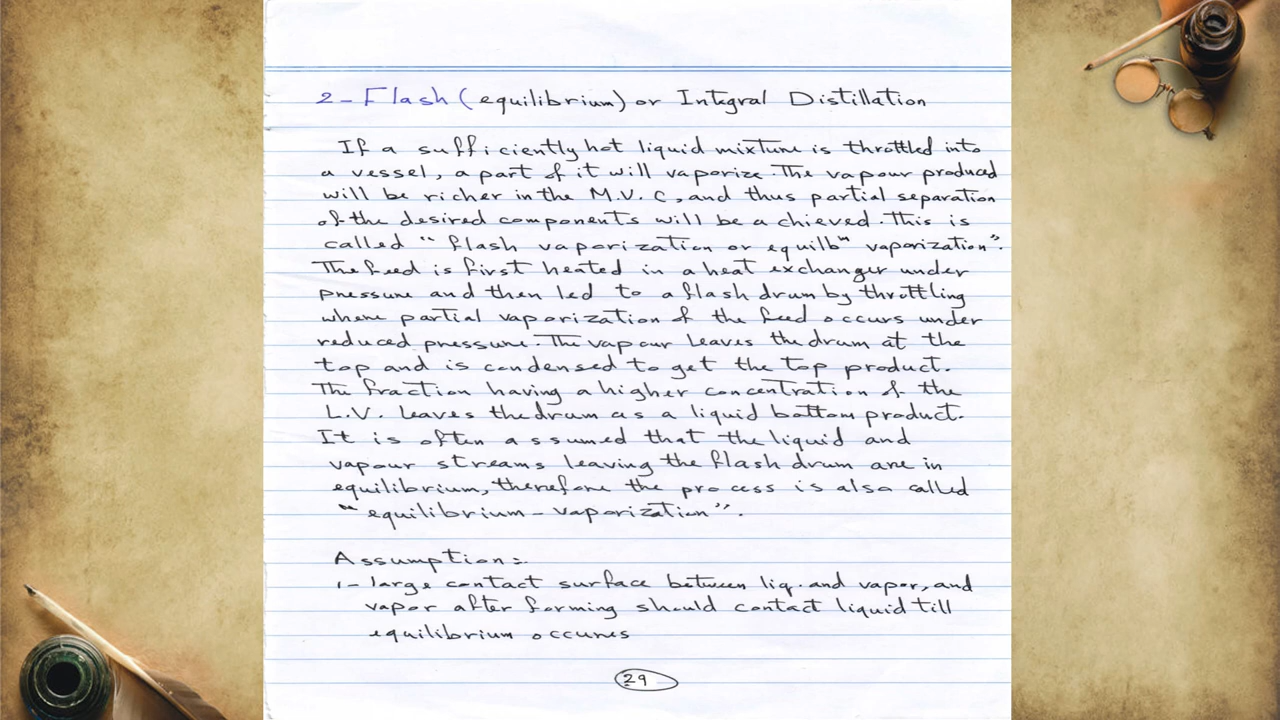 2- Flash (equilibrium) or Integral Distillation
If a sufficiently hot liquid mixture is throttled into
a vessel, a part of it will vaporize. The vapour produced
will be richer in the M.V.C, and thus partial separation
of the desired components will be achieved. This is
called "flash vaporization or equilbm vaporization".
The feed is first heated in a heat exchanger under
pressure and then led to a flash drum by throttling
where partial vaporization of the feed occurs under
reduced pressure. The vapour leaves the drum at the
top and is condensed to get the top product.
The fraction having a higher concentration of the
L.V. leaves the drum as a liquid bottom product.
It is often assumed that the liquid and
vapour streams leaving the flash drum are in
equilibrium, therefore the process is also called
"equilibrium-vaporization".
Assumption:-
1- large contact surface between liq. and vapor, and
vapor after forming should contact liquid till
equilibrium occures
29